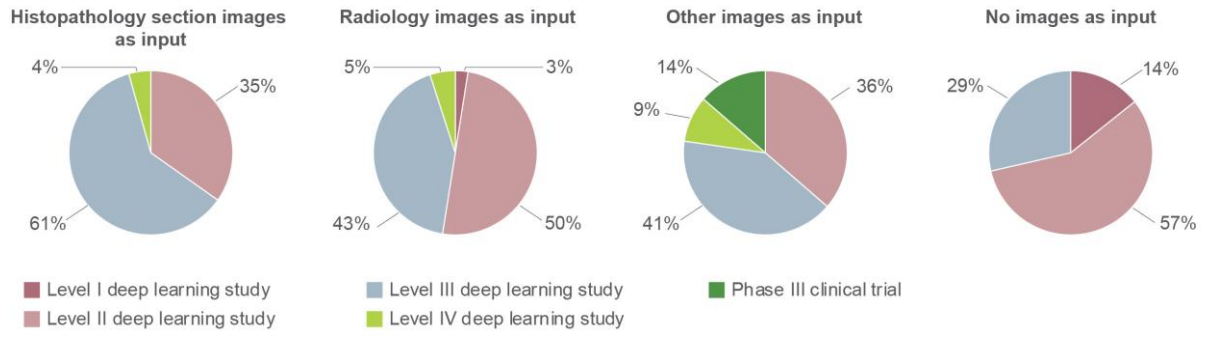 Histopathology section images
as input
4%
35%
61%
Radiology images as input
5%
3%
43%
50%
Other images as input
14%
36%
9%
41%
No images as input
29%
14%
57%
Level I deep learning study
Level II deep learning study
Level III deep learning study
Level IV deep learning study
Phase III clinical trial